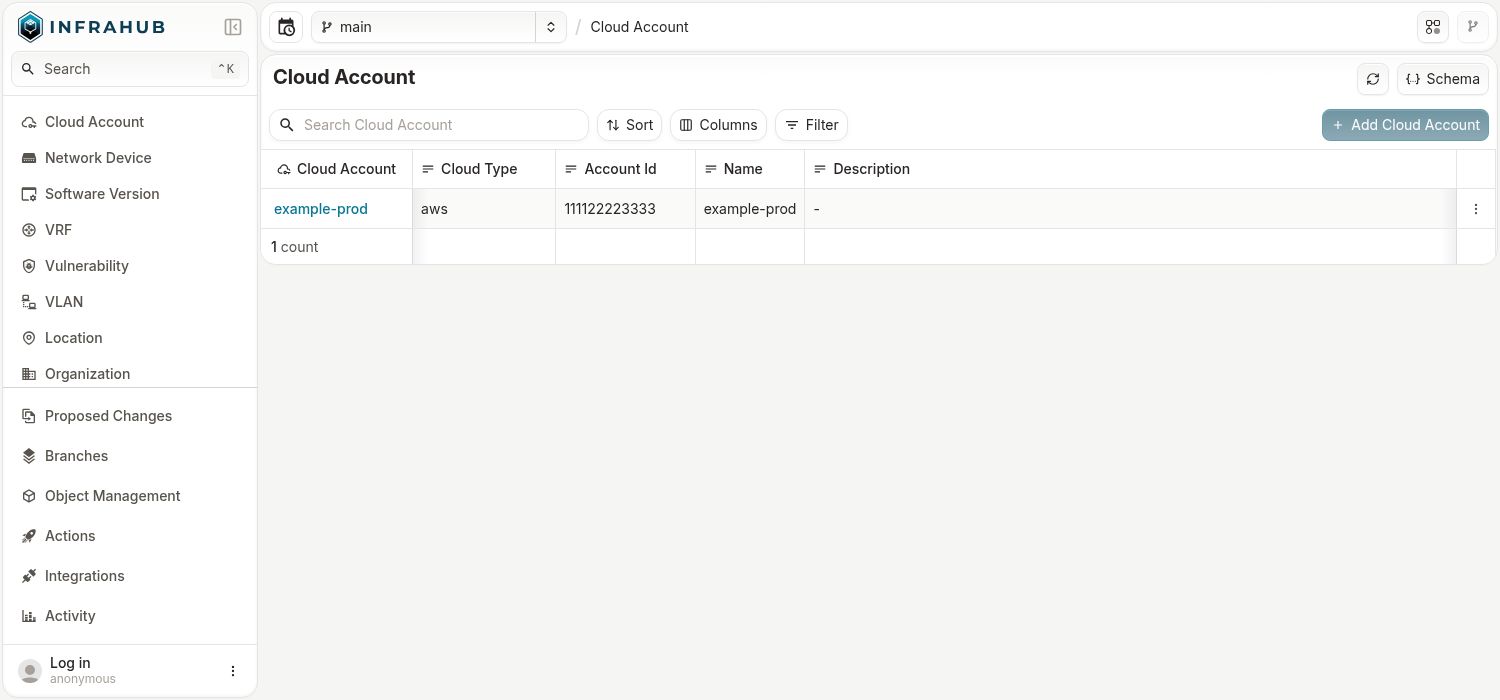 INFRAHUB
Search
⌃K
Cloud Account
Network Device
Software Version
VRF
Vulnerability
VLAN
Location
Organization
Proposed Changes
Branches
Object Management
Actions
Integrations
Activity
Log in
anonymous
main / Cloud Account
Cloud Account
Schema
Search Cloud Account Sort Columns Filter + Add Cloud Account
Cloud Account Cloud Type Account Id Name Description
example-prod aws 111122223333 example-prod -
1 count